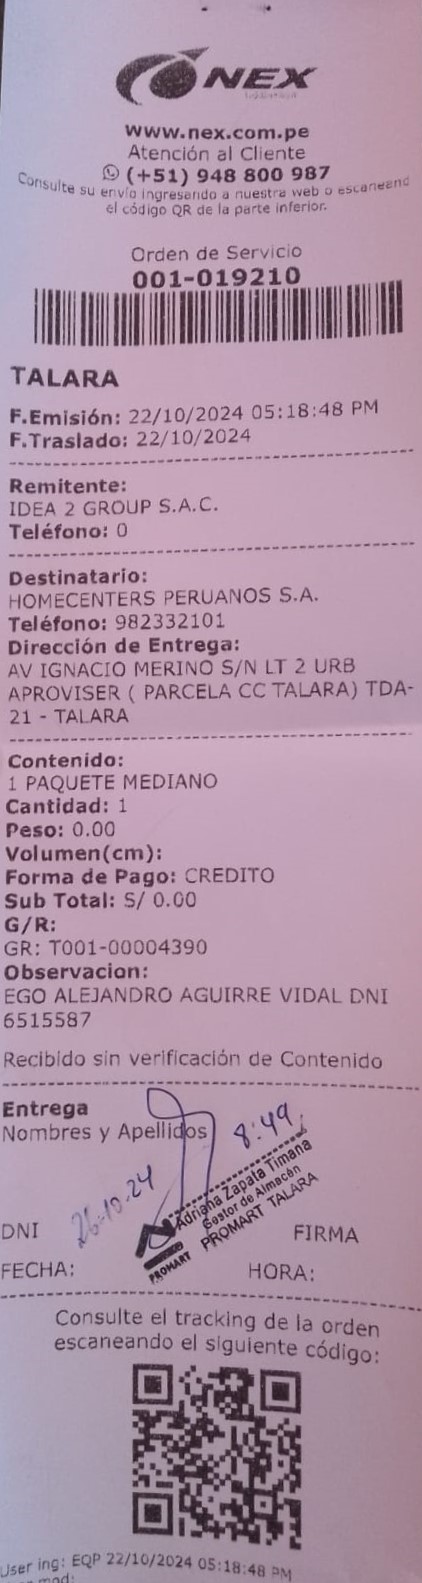 NEX
www.nex.com.pe
Atención al Cliente
(+51) 948 800 987
Consulte su envío ingresando a nuestra web o escaneand
el código QR de la parte inferior.
Orden de Servicio
001-019210
TALARA
F.Emisión: 22/10/2024 05:18:48 PM
F.Traslado: 22/10/2024
Remitente:
IDEA 2 GROUP S.A.C.
Teléfono: 0
Destinatario:
HOMECENTERS PERUANOS S.A.
Teléfono: 982332101
Dirección de Entrega:
AV IGNACIO MERINO S/N LT 2 URB
APROVISER ( PARCELA CC TALARA) TDA-
21 - TALARA
Contenido:
1 PAQUETE MEDIANO
Cantidad: 1
Peso: 0.00
Volumen(cm):
Forma de Pago: CREDITO
Sub Total: S/ 0.00
G/R:
GR: T001-00004390
Observacion:
EGO ALEJANDRO AGUIRRE VIDAL DNI
6515587
Recibido sin verificación de Contenido
Entrega
Nombres y Apellidos
8:49
26-10-24
Adriana Zapata Timana
Gestor de Almacén
PROMART TALARA
PROMART
DNI
FIRMA
FECHA:
HORA:
Consulte el tracking de la orden
escaneando el siguiente código:
User ing: EQP 22/10/2024 05:18:48 PM